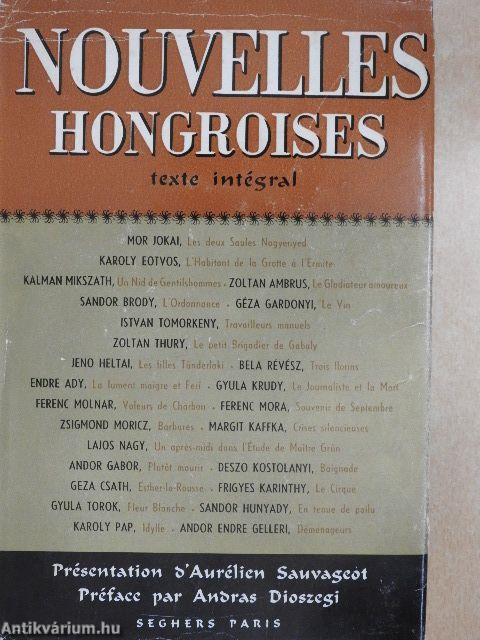 NOUVELLES
HONGROISES
texte intégral
MOR JOKAI, Les deux Saules Nagyenyed
KAROLY EOTVOS, L'Habitant de la Grotte à l'Ermite
KALMAN MIKSZATH, Un Nid de Gentilshommes - ZOLTAN AMBRUS, Le Gladiateur amoureux
SANDOR BRODY, L'Ordonnance - GÉZA GARDONYI, Le Vin
ISTVAN TOMORKENY, Travailleurs manuels
ZOLTAN THURY, Le petit Brigadier de Gabaly
JENO HELTAI, Les filles Tünderlaki - BELA RÉVÉSZ, Trois florins
ENDRE ADY, La jument maigre et Feri - GYULA KRUDY, Le Journaliste et la Mort
FERENC MOLNAR, Voleurs de Charbon - FERENC MORA, Souvenir de Septembre
ZSIGMOND MORICZ, Barbares - MARGIT KAFFKA, Crises silencieuses
LAJOS NAGY, Un après-midi dans l'Étude de Maître Grün
ANDOR GABOR, Plutôt mourir - DESZO KOSTOLANYI, Baignade
GEZA CSATH, Esther-la-Rousse - FRIGYES KARINTHY, Le Cirque
GYULA TOROK, Fleur Blanche - SANDOR HUNYADY, En tenue de poilu
KAROLY PAP, Idylle - ANDOR ENDRE GELLERI, Déménageurs
Présentation d'Aurélien Sauvageot
Préface par Andras Dioszegi
SEGHERS PARIS
Antikvárium.hu